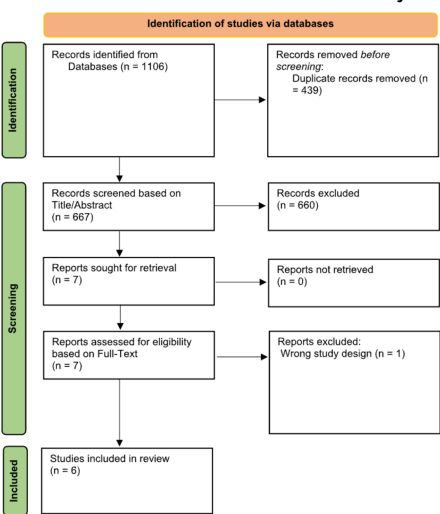 Identification of studies via databases
Identification
Records identified from
Databases (n = 1106)
Records removed before
screening:
Duplicate records removed (n
= 439)
Screening
Records screened based on
Title/Abstract
(n = 667)
Records excluded
(n = 660)
Reports sought for retrieval
(n = 7)
Reports not retrieved
(n = 0)
Reports assessed for eligibility
based on Full-Text
(n = 7)
Reports excluded:
Wrong study design (n = 1)
Included
Studies included in review
(n = 6)